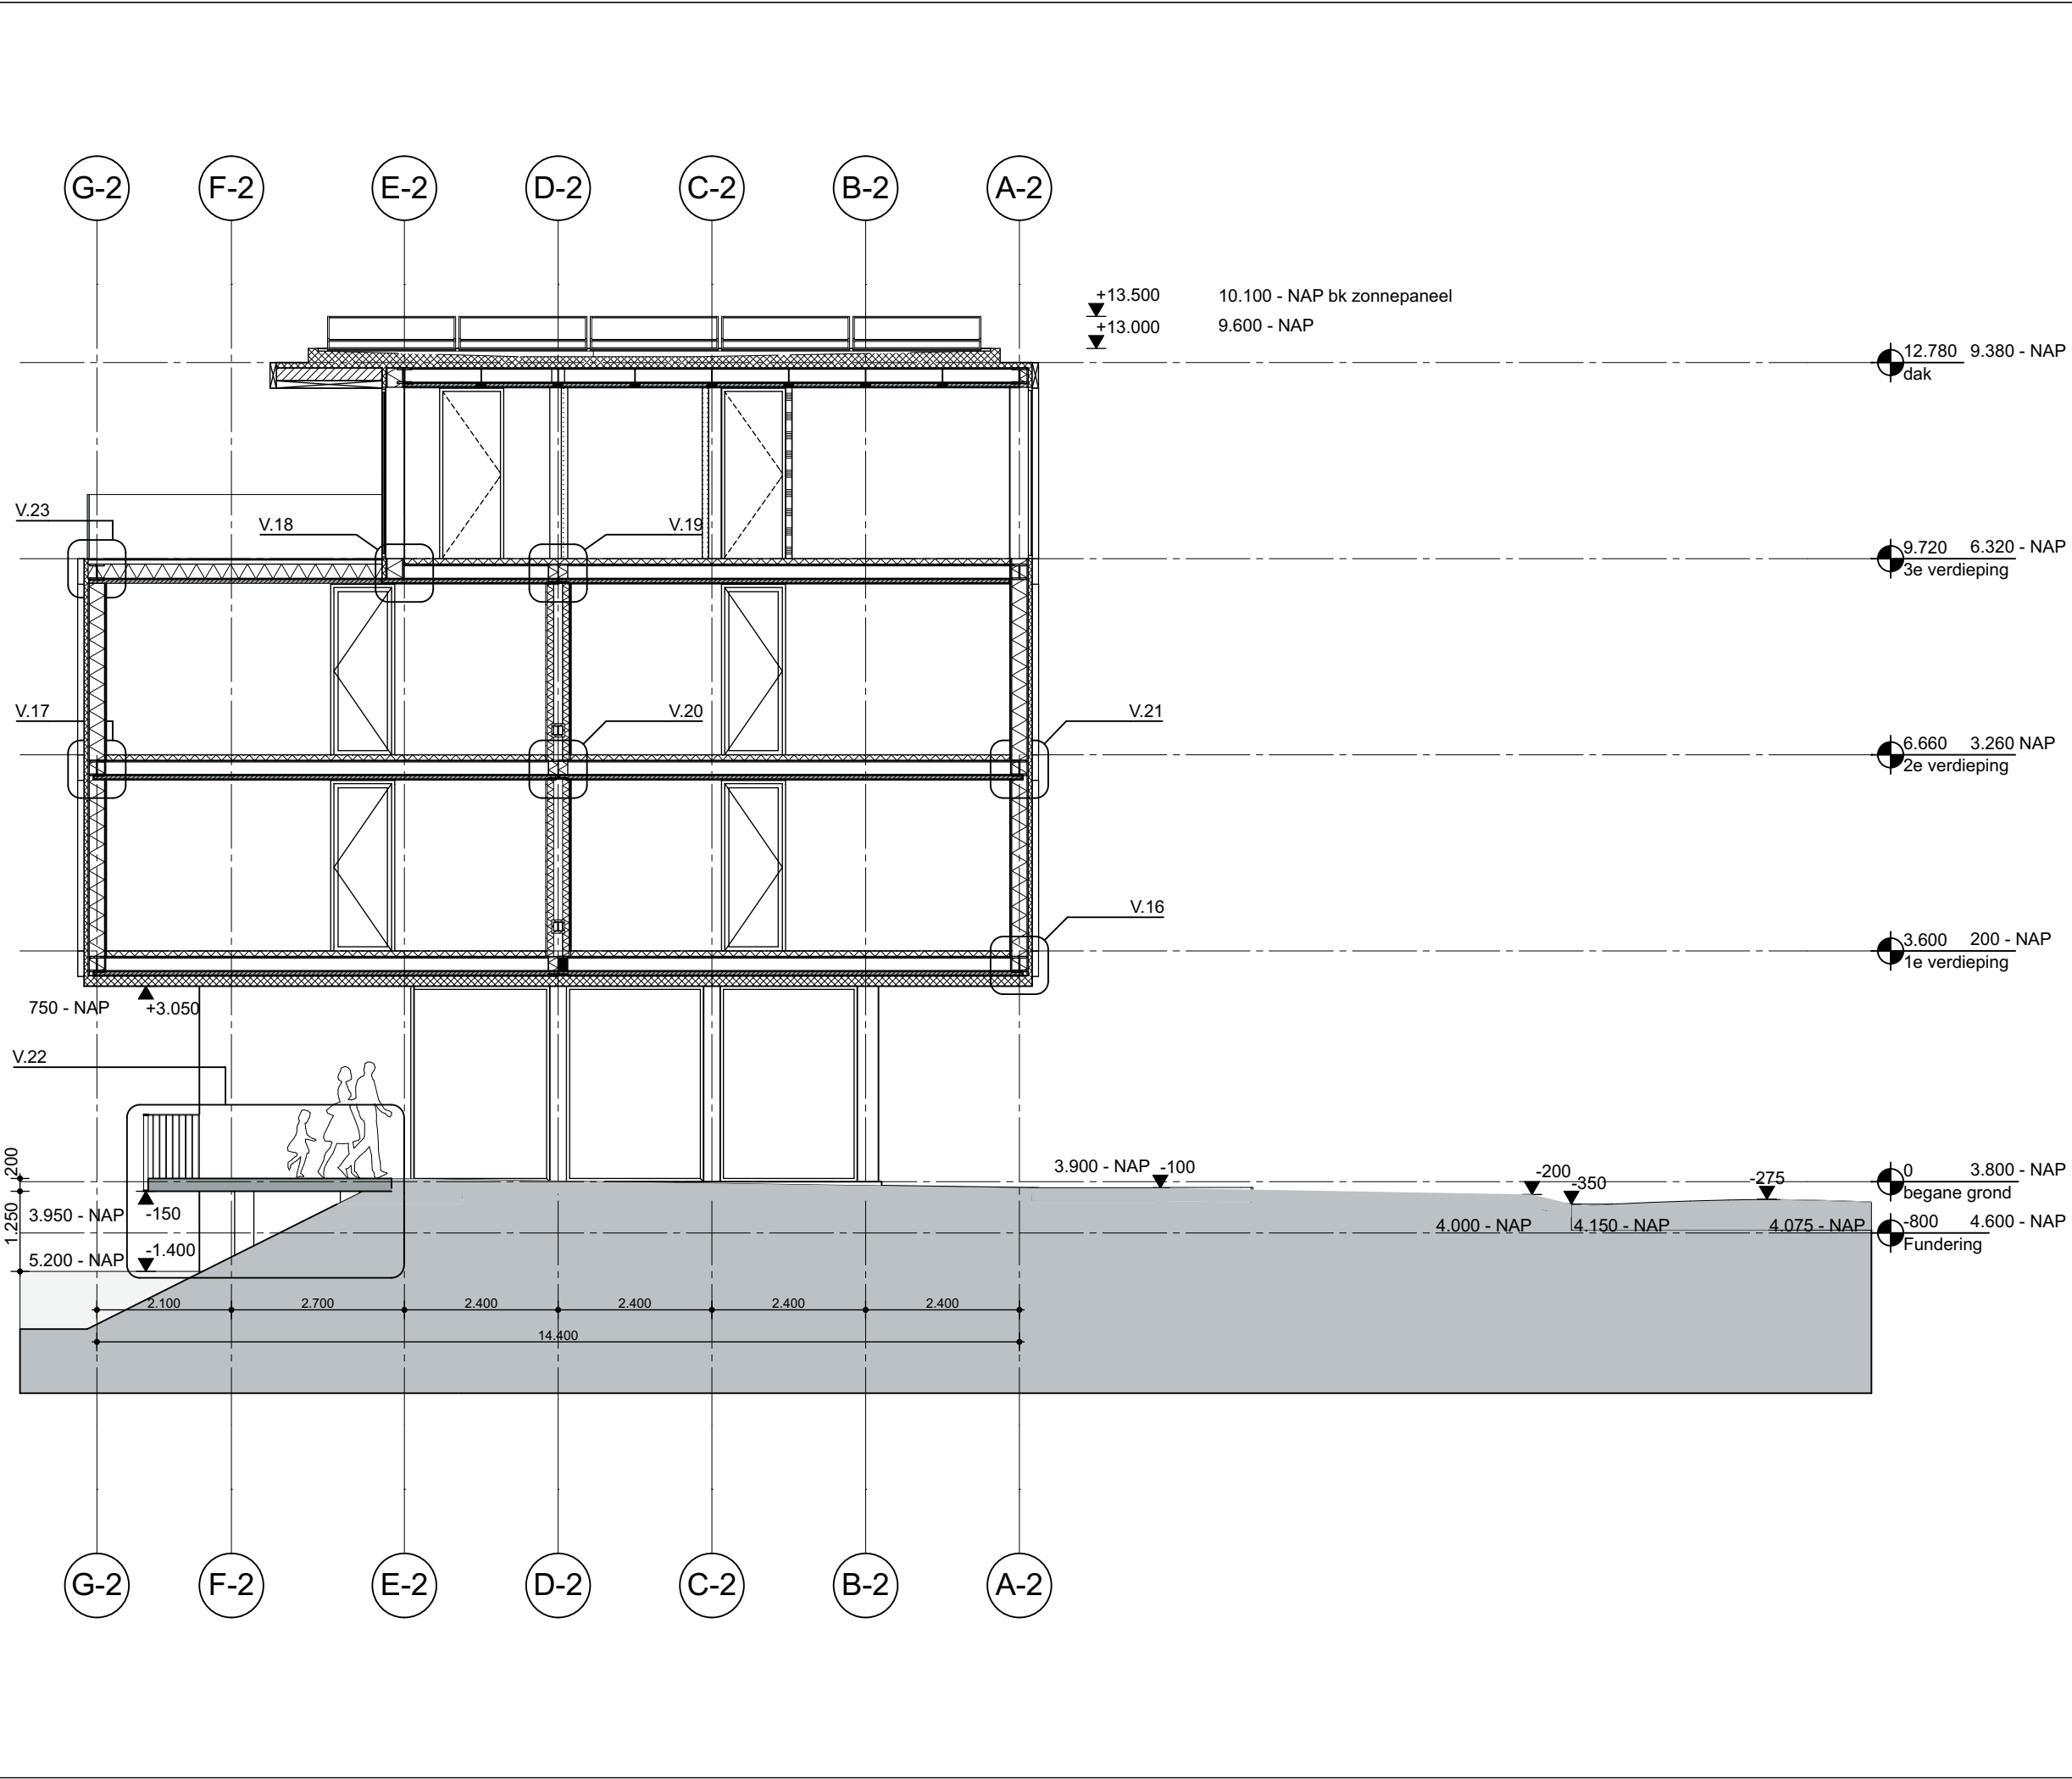 G-2 F-2 E-2 D-2 C-2 B-2 A-2
+13.500 10.100 - NAP bk zonnepaneel
+13.000 9.600 - NAP
12.780 9.380 - NAP
dak
V.23
V.18
V.19
9.720 6.320 - NAP
3e verdieping
V.17
V.20
V.21
6.660 3.260 NAP
2e verdieping
V.16
3.600 200 - NAP
1e verdieping
750 - NAP +3.050
V.22
200
3.900 - NAP -100
-200
-350
-275
0 3.800 - NAP
begane grond
1.250
3.950 - NAP -150
4.000 - NAP 4.150 - NAP 4.075 - NAP
-800 4.600 - NAP
Fundering
5.200 - NAP -1.400
2.100 2.700 2.400 2.400 2.400 2.400
14.400
G-2 F-2 E-2 D-2 C-2 B-2 A-2